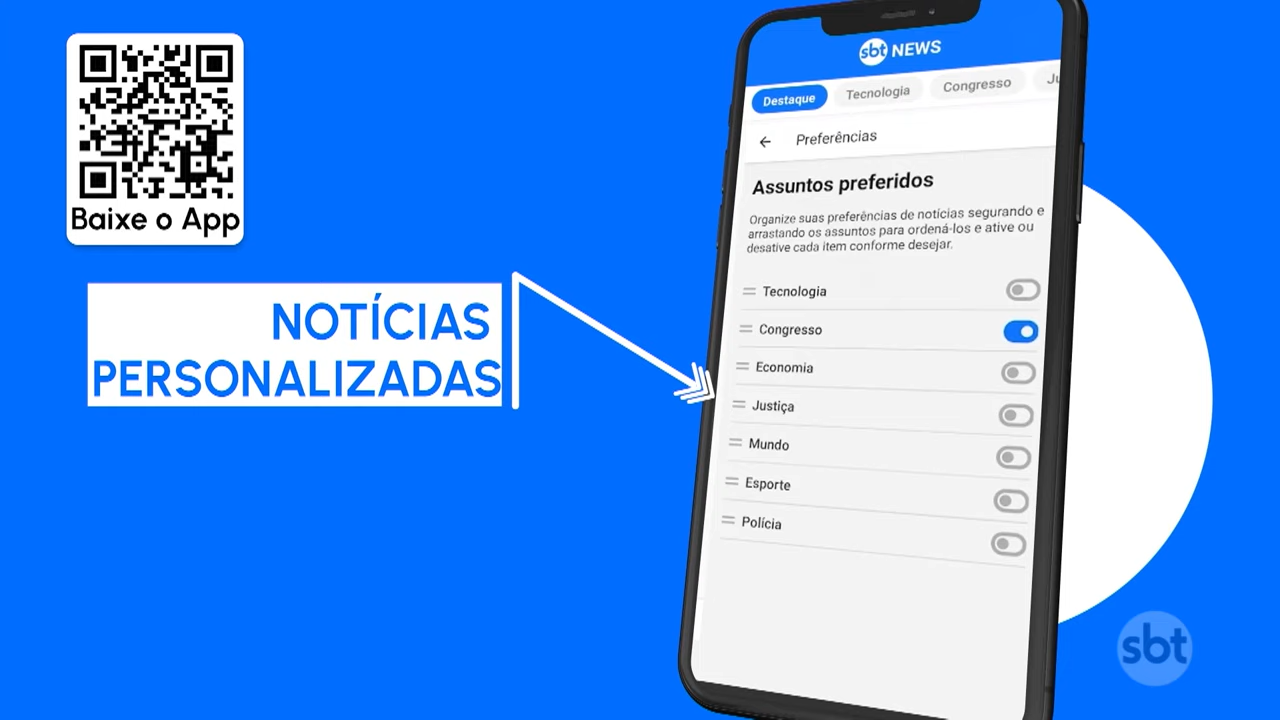 Baixe o App
NOTÍCIAS
PERSONALIZADAS
sbt NEWS
Destaque Tecnologia Congresso Ju
Preferências
Assuntos preferidos
Organize suas preferências de notícias segurando e
arrastando os assuntos para ordená-los e ative ou
desative cada item conforme desejar.
Tecnologia
Congresso
Economia
Justiça
Mundo
Esporte
Polícia
sbt